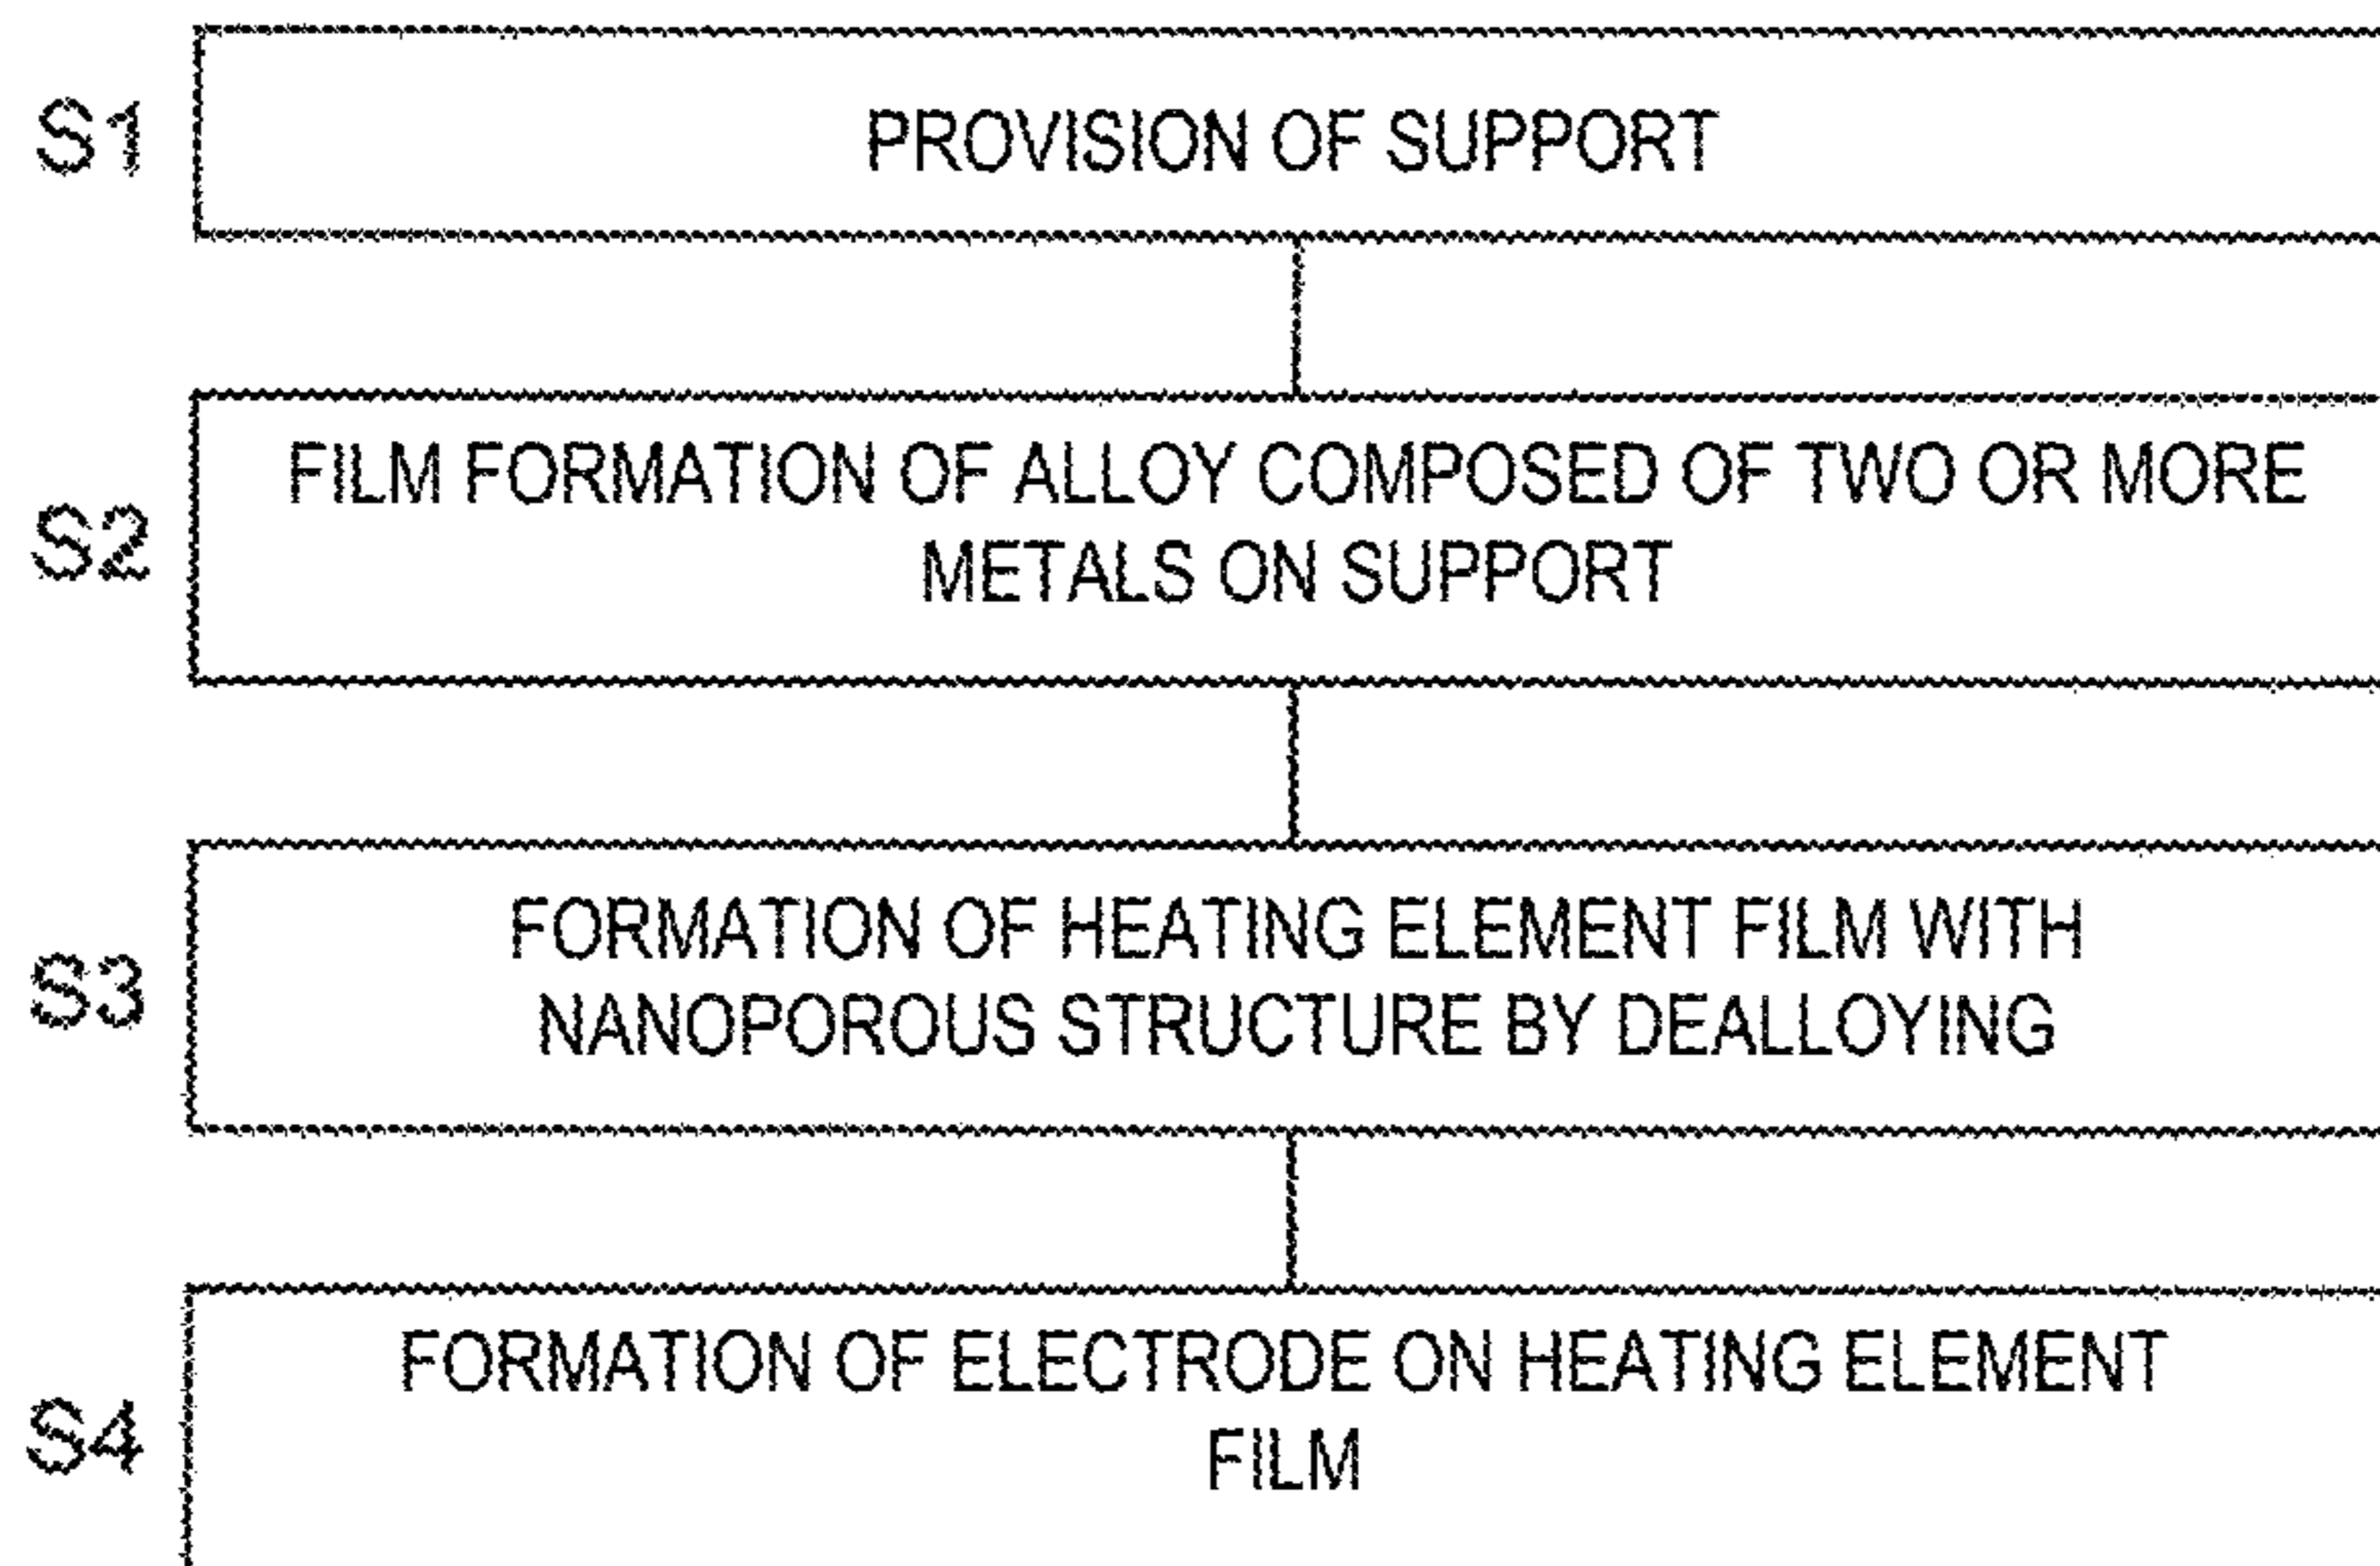 S1
PROVISION OF SUPPORT
S2
FILM FORMATION OF ALLOY COMPOSED OF TWO OR MORE
METALS ON SUPPORT
S3
FORMATION OF HEATING ELEMENT FILM WITH
NANOPOROUS STRUCTURE BY DEALLOYING
S4
FORMATION OF ELECTRODE ON HEATING ELEMENT
FILM